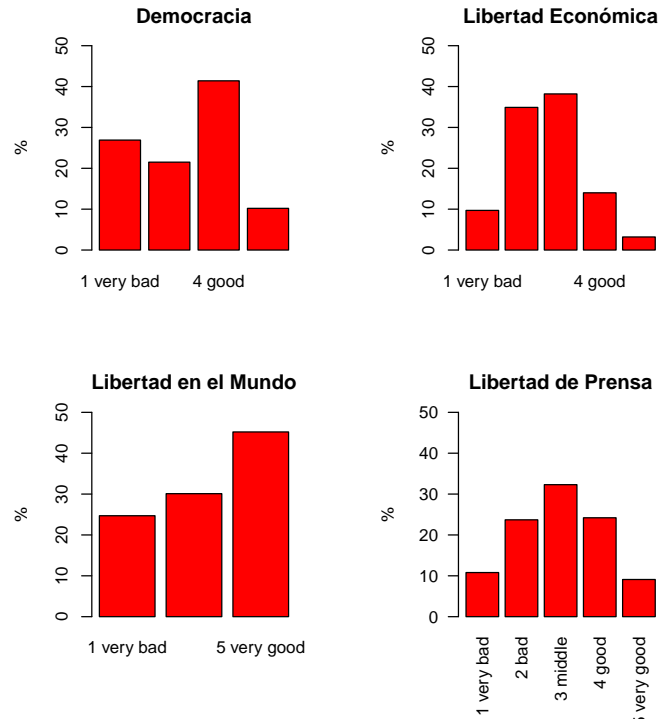 Democracia
50
40
30
20
10
0
%
1 very bad
4 good
Libertad Económica
50
40
30
20
10
0
%
1 very bad
4 good
Libertad en el Mundo
50
40
30
20
10
0
%
1 very bad
5 very good
Libertad de Prensa
50
40
30
20
10
0
%
1 very bad
2 bad
3 middle
4 good
5 very good